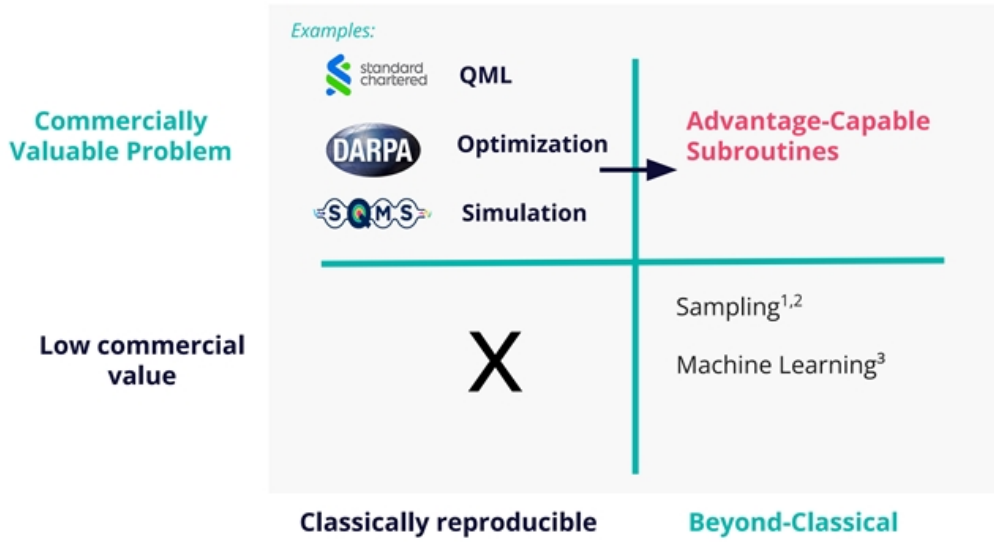 Examples:
standard
chartered
QML
Commercially
Valuable Problem
DARPA
Optimization
Advantage-Capable
Subroutines
SQMS
Simulation
Low commercial
value
X
Sampling¹,²
Machine Learning³
Classically reproducible
Beyond-Classical